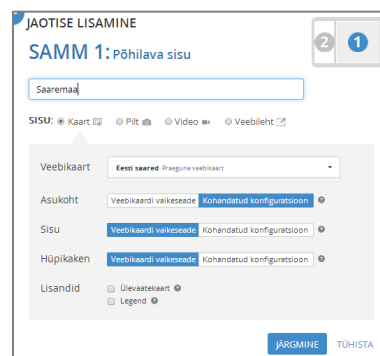 JAOTISE LISAMINE
2 1
SAMM 1: Põhilava sisu
Saaremaa
SISU: Kaart Pilt Video Veebileht
Veebikaart Eesti saared Praegune veebikaart
Asukoht Veebikaardi vaikeseade Kohandatud konfiguratsioon
Sisu Veebikaardi vaikeseade Kohandatud konfiguratsioon
Hüpikaken Veebikaardi vaikeseade Kohandatud konfiguratsioon
Lisandid Ülevaatekaart
Legend
JÄRGMINE TÜHISTA